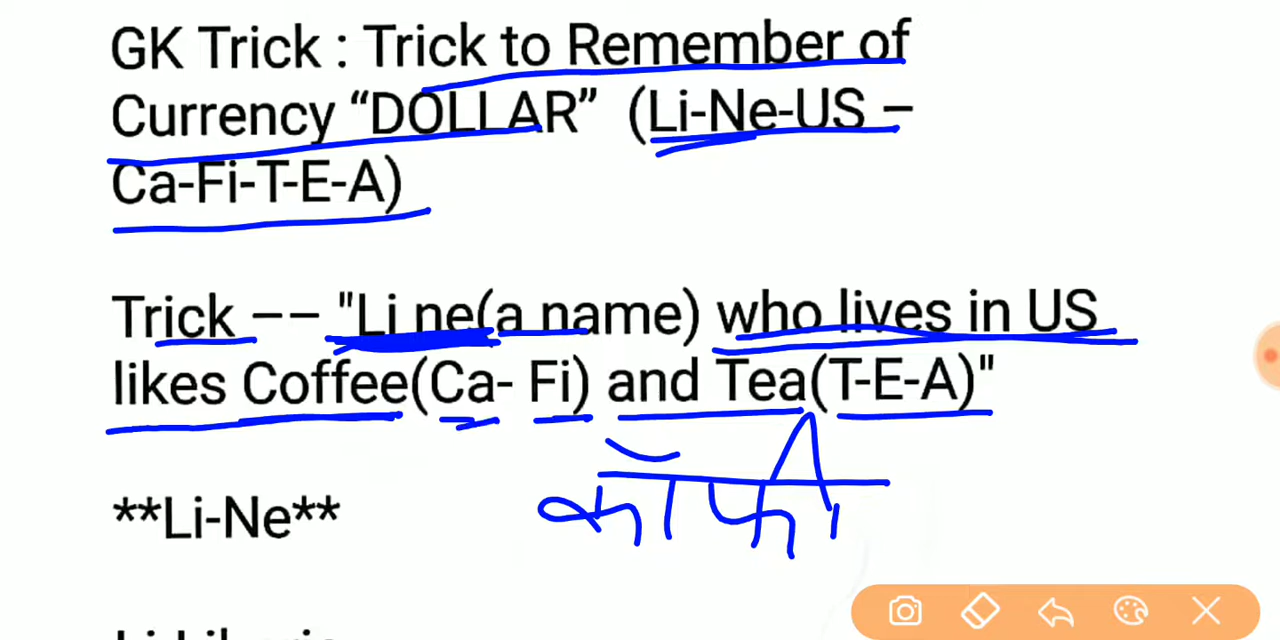 GK Trick : Trick to Remember of
Currency “DOLLAR” (Li-Ne-US –
Ca-Fi-T-E-A)
Trick –– "Li ne(a name) who lives in US
likes Coffee(Ca- Fi) and Tea(T-E-A)"
काफी
**Li-Ne**